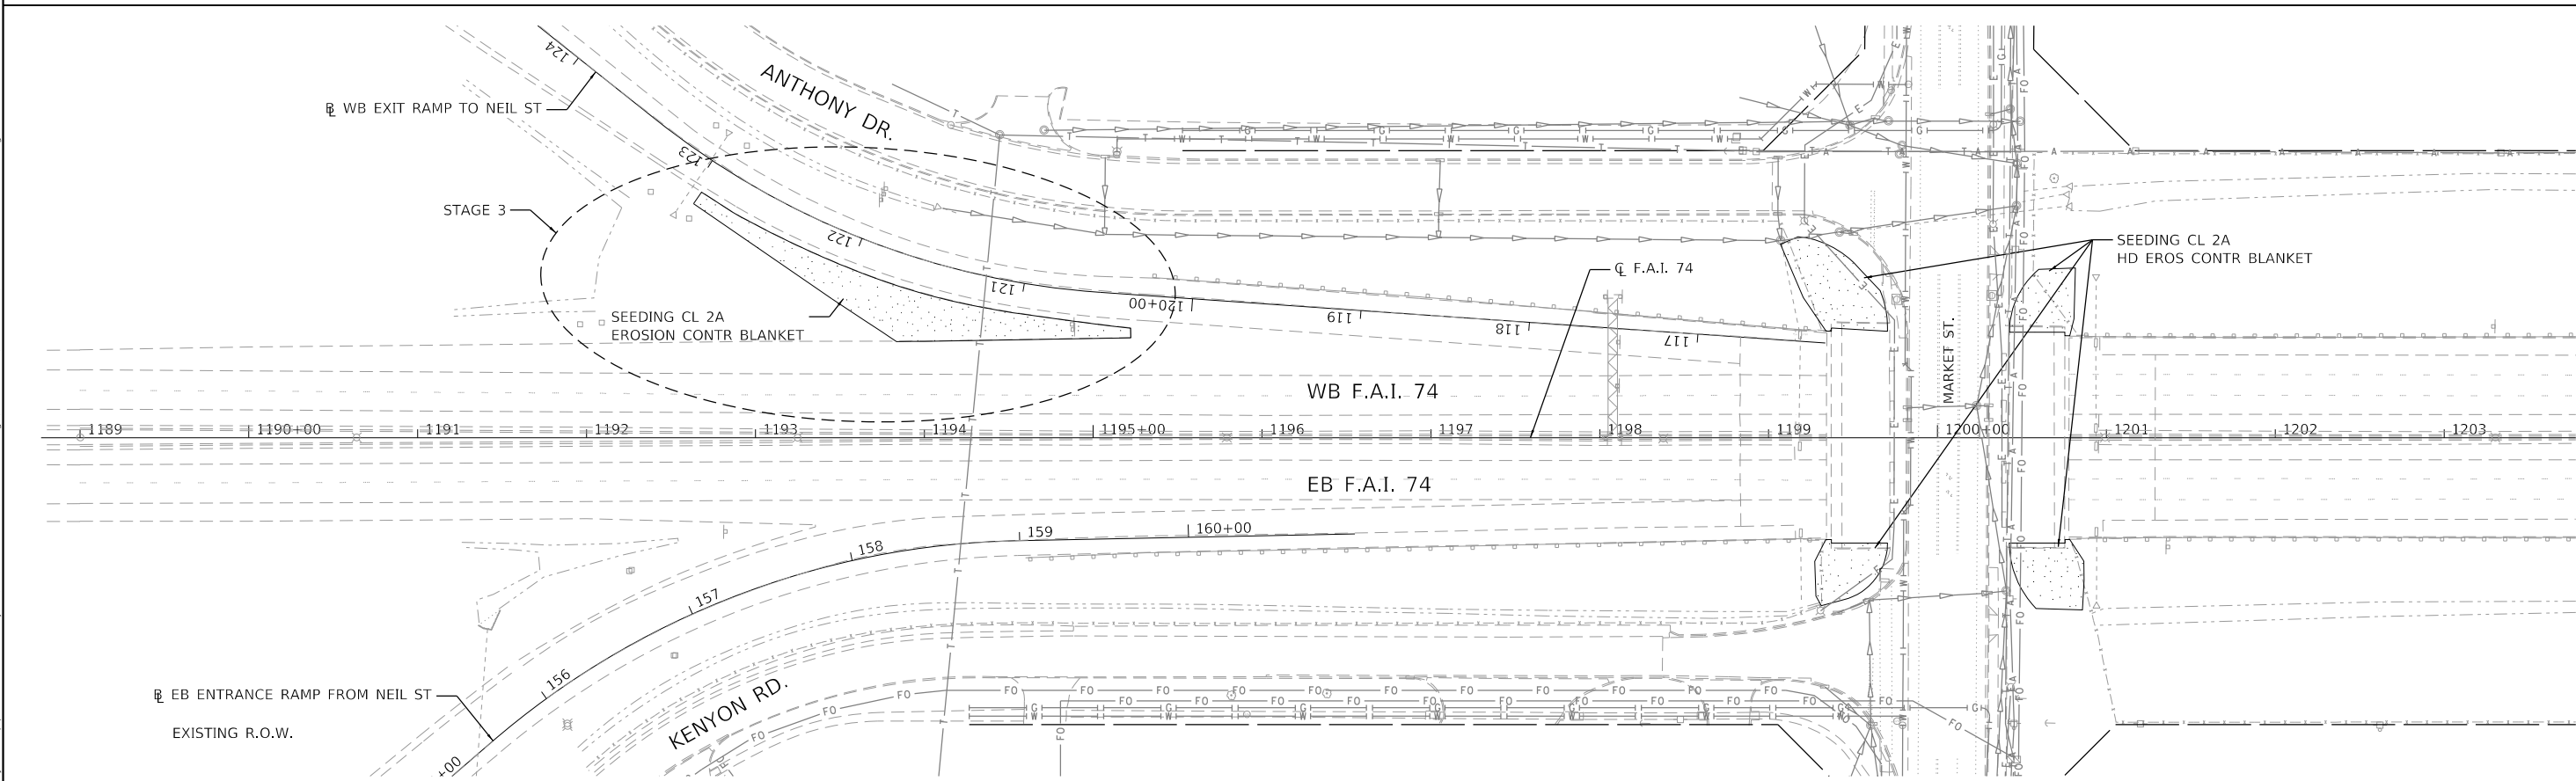 124
ANTHONY DR.
℄ WB EXIT RAMP TO NEIL ST
123
STAGE 3
122
SEEDING CL 2A
HD EROS CONTR BLANKET
℄ F.A.I. 74
121
120+00
119
118
117
SEEDING CL 2A
EROSION CONTR BLANKET
MARKET ST.
WB F.A.I. 74
1189
1190+00
1191
1192
1193
1194
1195+00
1196
1197
1198
1199
1200+00
1201
1202
1203
EB F.A.I. 74
160+00
159
158
157
156
KENYON RD.
℄ EB ENTRANCE RAMP FROM NEIL ST
EXISTING R.O.W.
+00